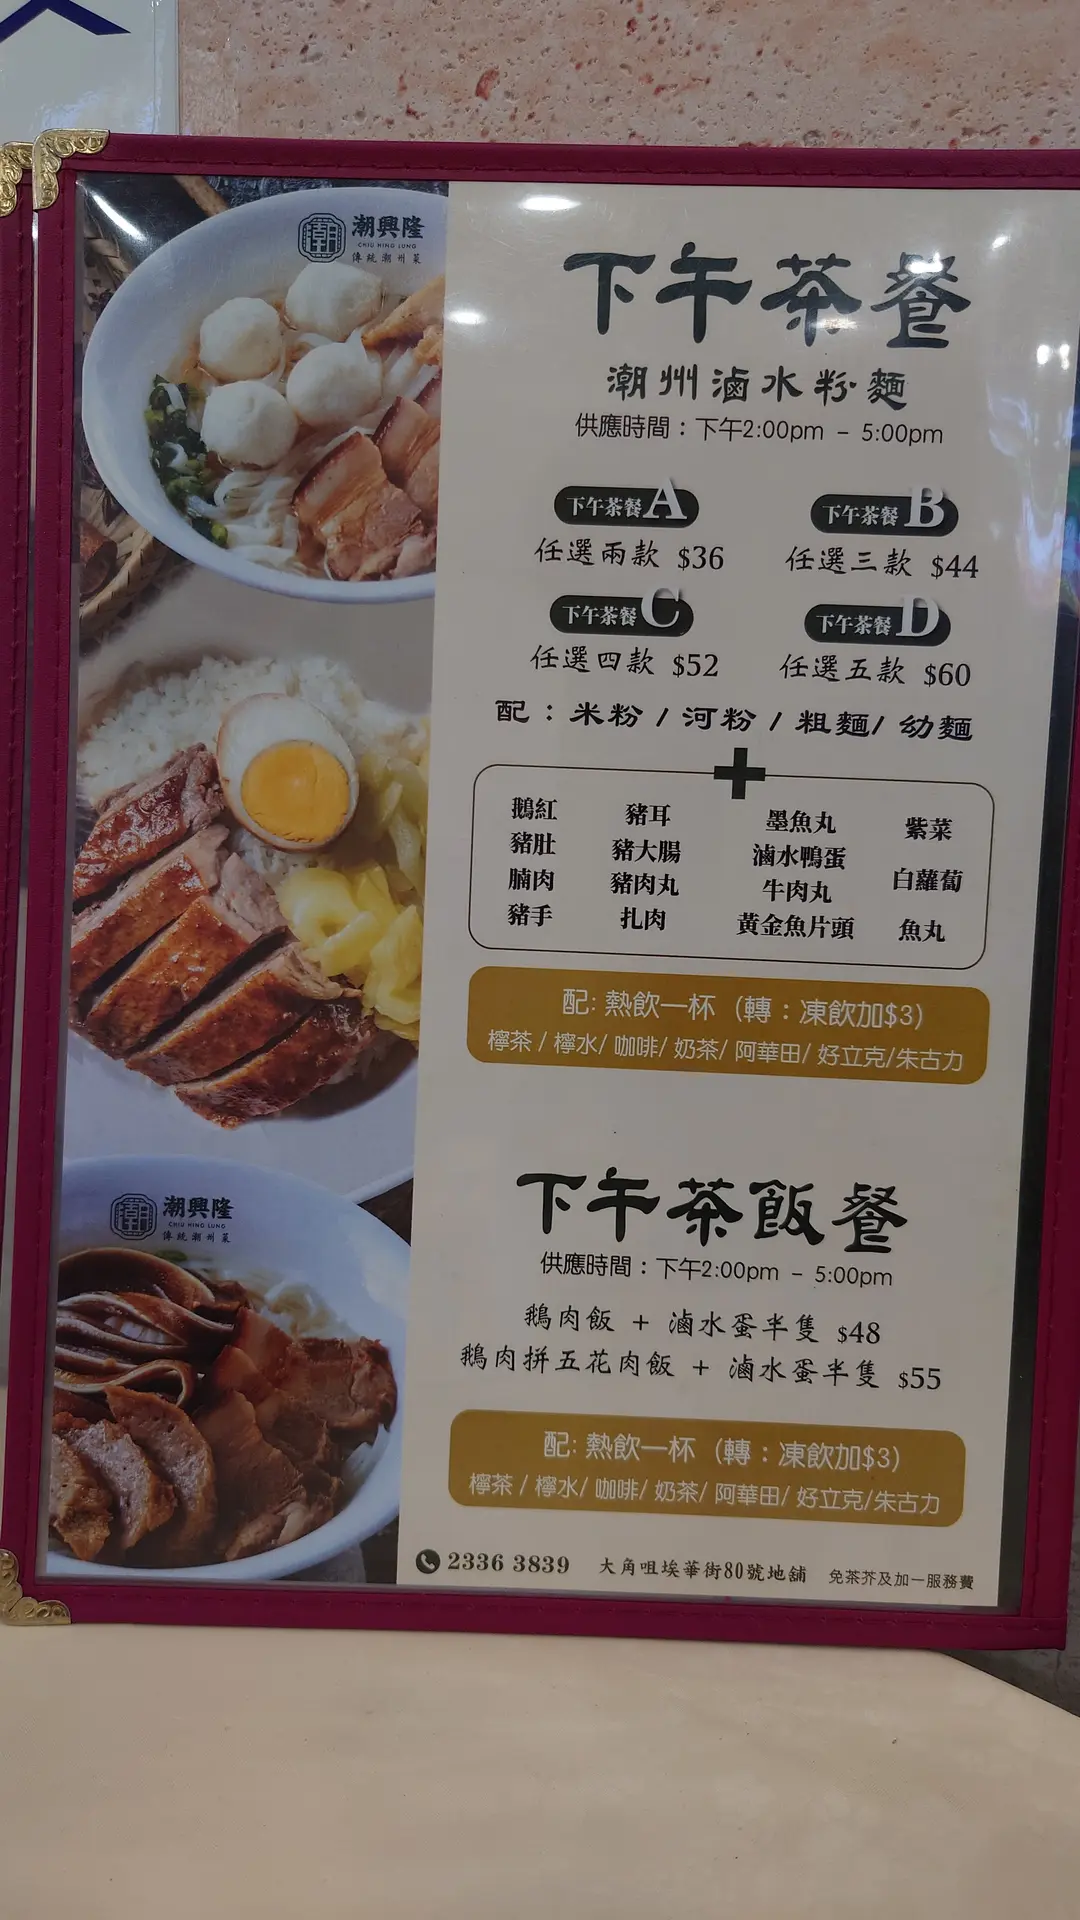 潮興隆
CHIU HING LUNG
傳統潮州菜
下午茶餐
潮州滷水粉麵
供應時間：下午2:00pm - 5:00pm
下午茶餐A
任選兩款 $36
下午茶餐B
任選三款 $44
下午茶餐C
任選四款 $52
下午茶餐D
任選五款 $60
配：米粉 / 河粉 / 粗麵/ 幼麵
+
鵝紅 豬耳 墨魚丸 紫菜
豬肚 豬大腸 滷水鴨蛋 白蘿蔔
腩肉 豬肉丸 牛肉丸 魚丸
豬手 扎肉 黃金魚片頭
配: 熱飲一杯（轉：凍飲加$3）
檸茶 / 檸水/ 咖啡/ 奶茶/ 阿華田/ 好立克/朱古力
潮興隆
CHIU HING LUNG
傳統潮州菜
下午茶飯餐
供應時間：下午2:00pm - 5:00pm
鵝肉飯 + 滷水蛋半隻 $48
鵝肉拼五花肉飯 + 滷水蛋半隻 $55
配: 熱飲一杯（轉：凍飲加$3）
檸茶 / 檸水/ 咖啡/ 奶茶/ 阿華田/ 好立克/朱古力
2336 3839 大角咀埃華街80號地舖 免茶芥及加一服務費